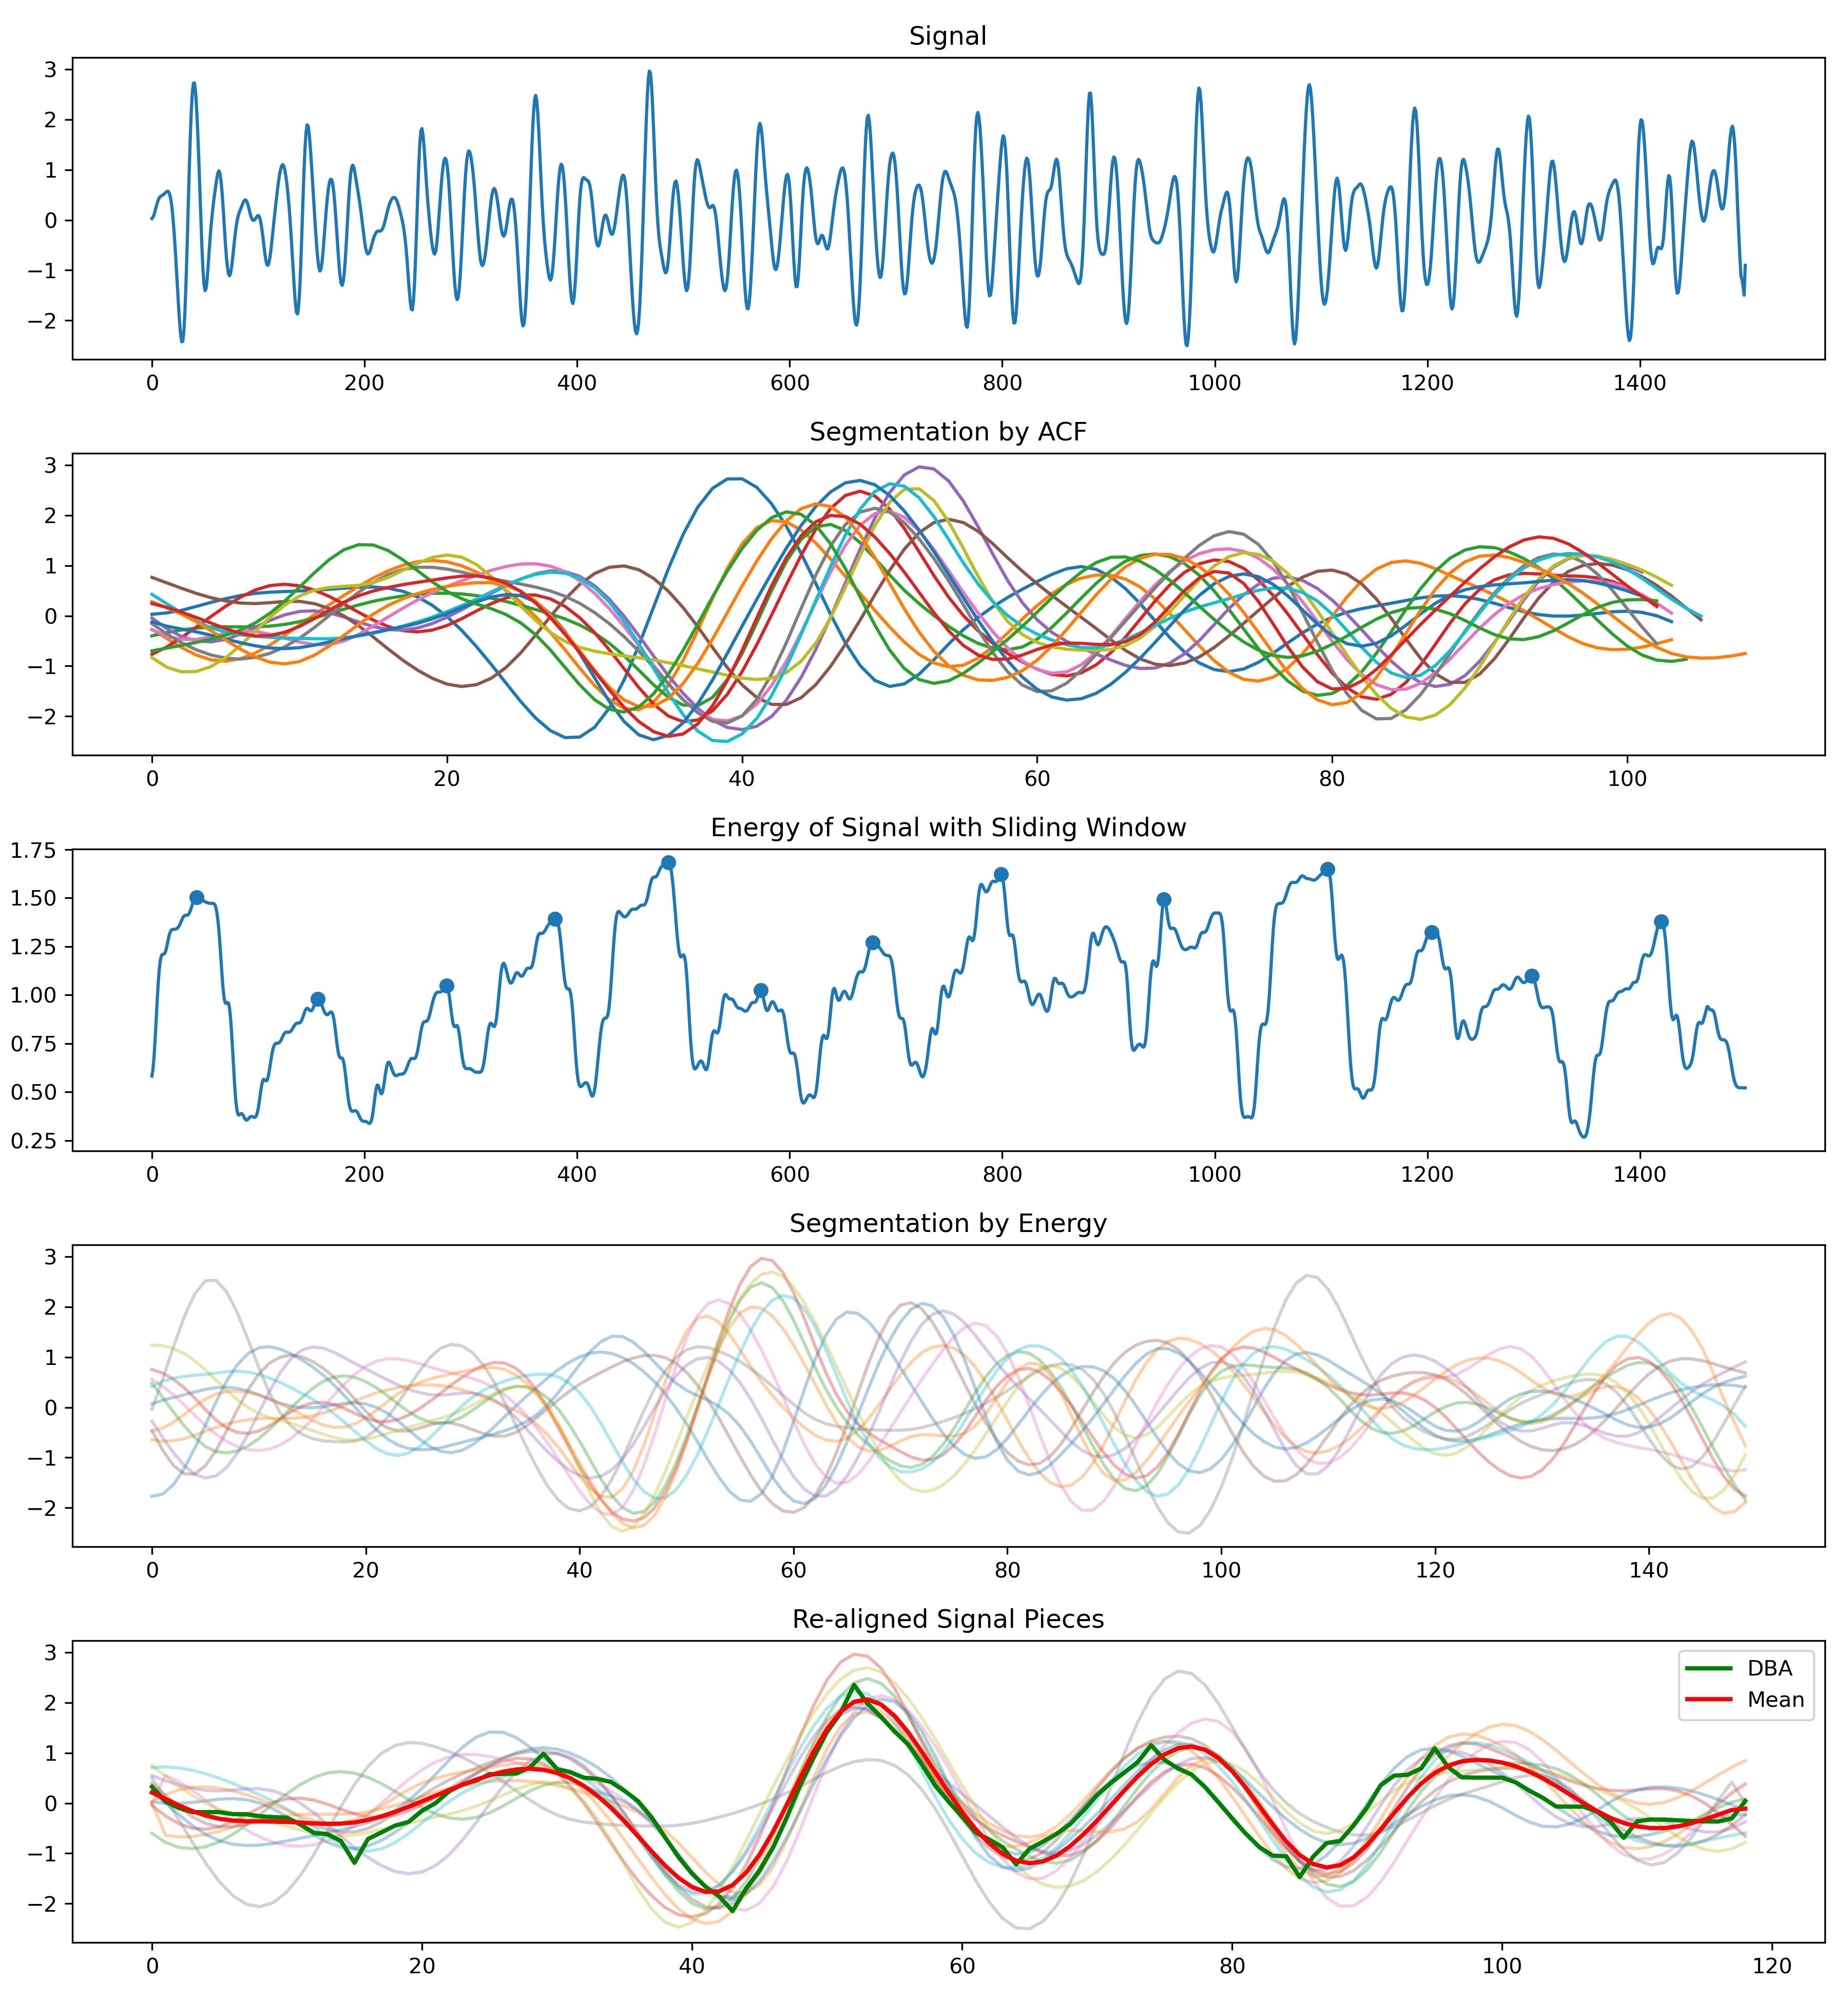 Signal
3
2
1
0
−1
−2
0 200 400 600 800 1000 1200 1400
Segmentation by ACF
3
2
1
0
−1
−2
0 20 40 60 80 100
Energy of Signal with Sliding Window
1.75
1.50
1.25
1.00
0.75
0.50
0.25
0 200 400 600 800 1000 1200 1400
Segmentation by Energy
3
2
1
0
−1
−2
0 20 40 60 80 100 120 140
Re-aligned Signal Pieces
3
2
1
0
−1
−2
DBA
Mean
0 20 40 60 80 100 120